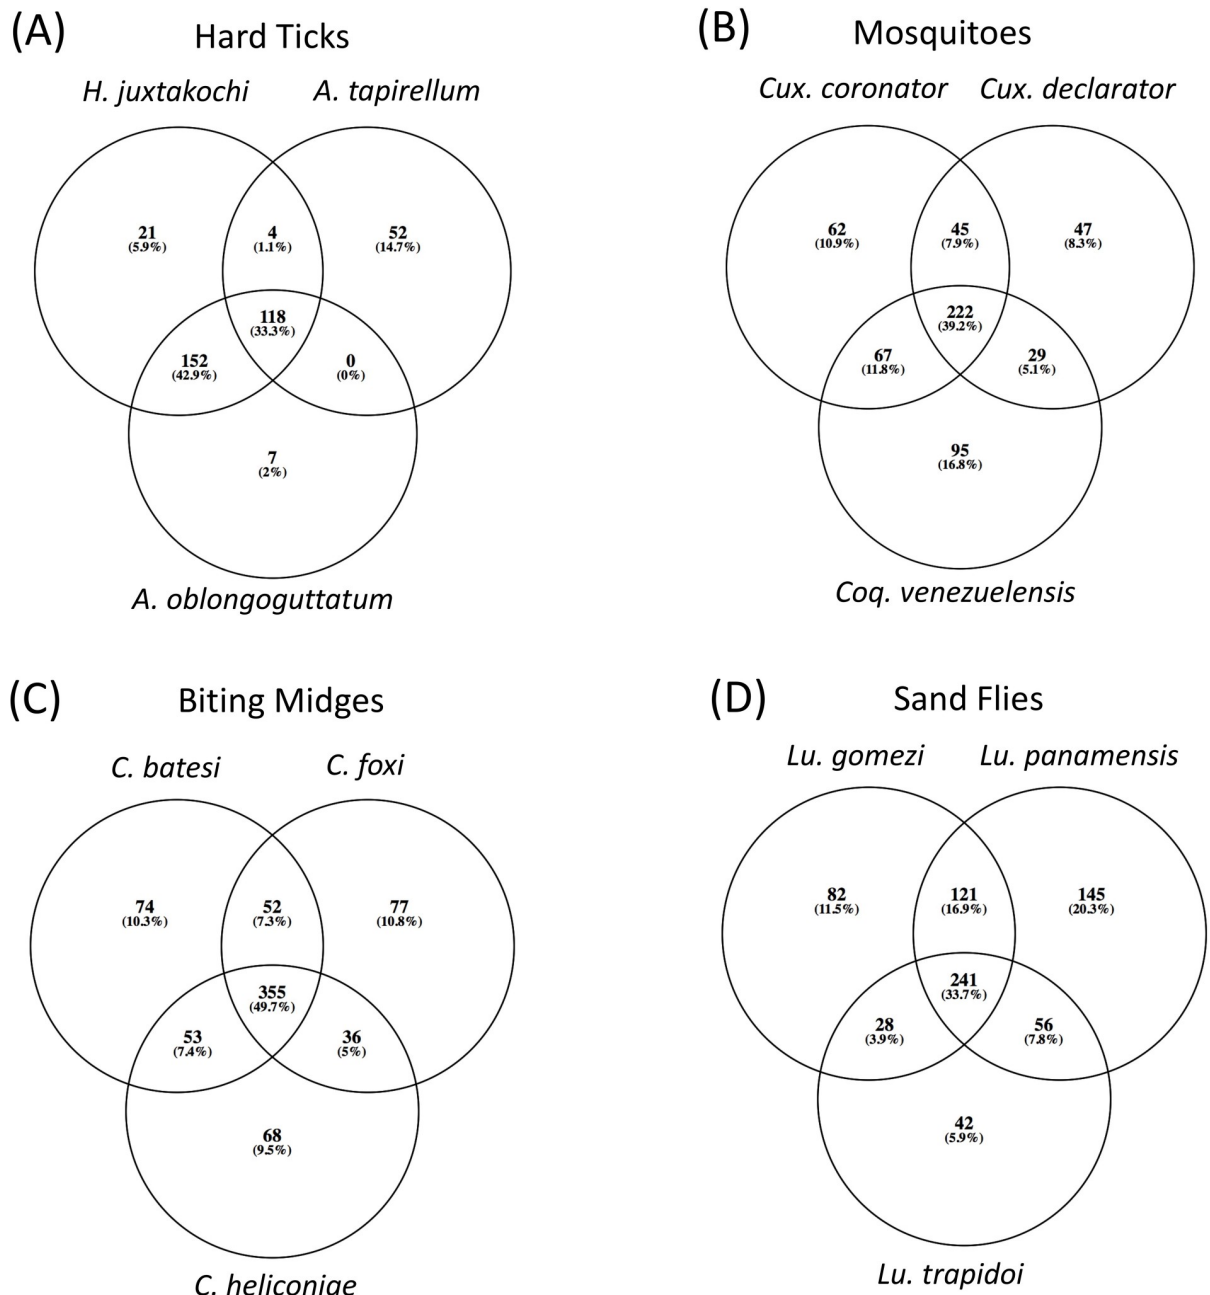 (A)
Hard Ticks
H. juxtakochi
A. tapirellum
21
(5.9%)
4
(1.1%)
52
(14.7%)
118
(33.3%)
152
(42.9%)
0
(0%)
7
(2%)
A. oblongoguttatum
(B)
Mosquitoes
Cux. coronator
Cux. declarator
62
(10.9%)
45
(7.9%)
47
(8.3%)
222
(39.2%)
67
(11.8%)
29
(5.1%)
95
(16.8%)
Coq. venezuelensis
(C)
Biting Midges
C. batesi
C. foxi
74
(10.3%)
52
(7.3%)
77
(10.8%)
355
(49.7%)
53
(7.4%)
36
(5%)
68
(9.5%)
C. heliconiae
(D)
Sand Flies
Lu. gomezi
Lu. panamensis
82
(11.5%)
121
(16.9%)
145
(20.3%)
241
(33.7%)
28
(3.9%)
56
(7.8%)
42
(5.9%)
Lu. trapidoi